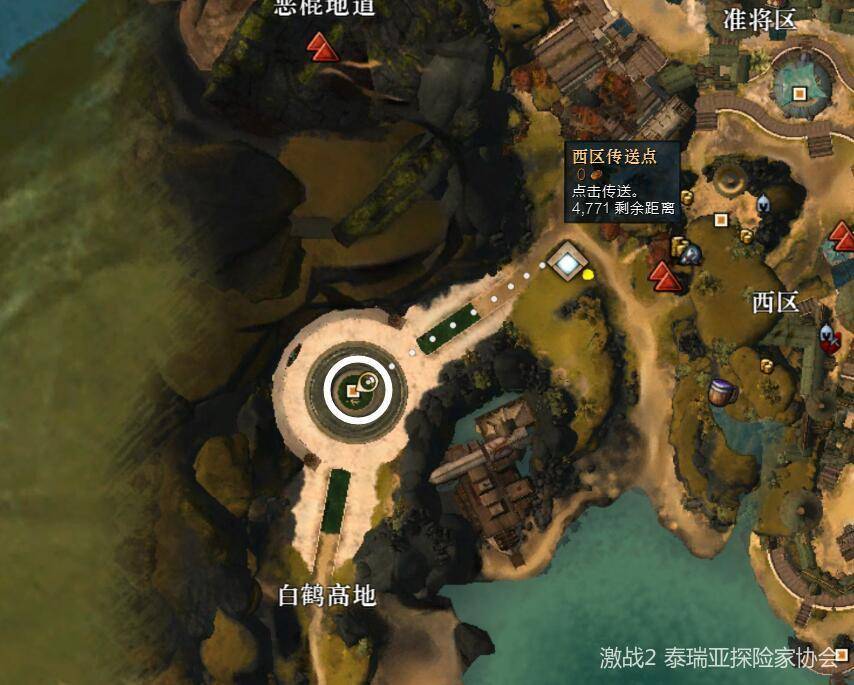 恶棍地道
准将区
西区传送点
0
点击传送。
4,771 剩余距离
西区
白鹤高地
激战2 泰瑞亚探险家协会